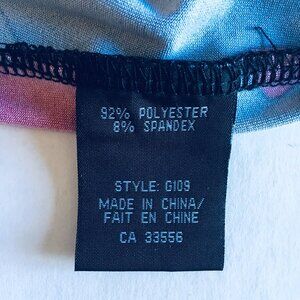 92% POLYESTER
8% SPANDEX
STYLE: G109
MADE IN CHINA/
FAIT EN CHINE
CA 33556